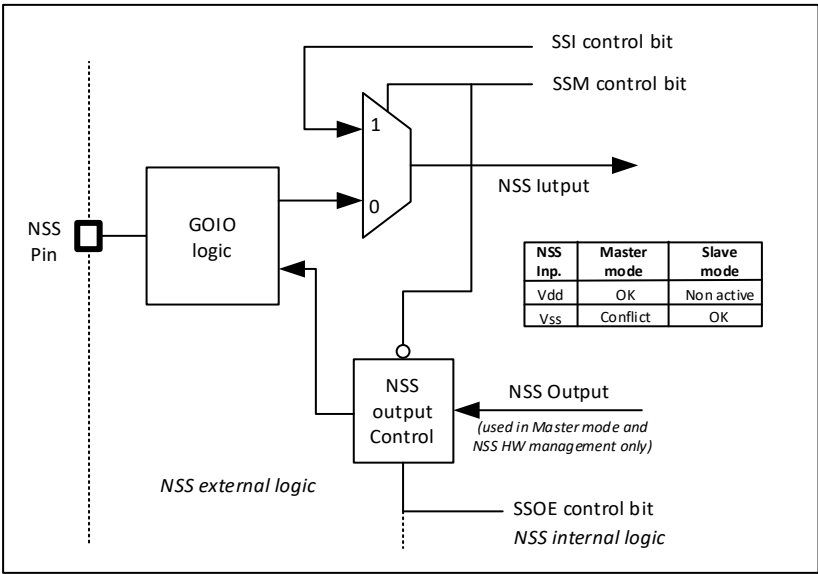 SSI control bit
SSM control bit
1
NSS Iutput
0
GOIO
logic
NSS
Pin
NSS Master Slave
Inp. mode mode
Vdd OK Non active
Vss Conflict OK
NSS
output
Control
NSS Output
(used in Master mode and
NSS HW management only)
NSS external logic
SSOE control bit
NSS internal logic